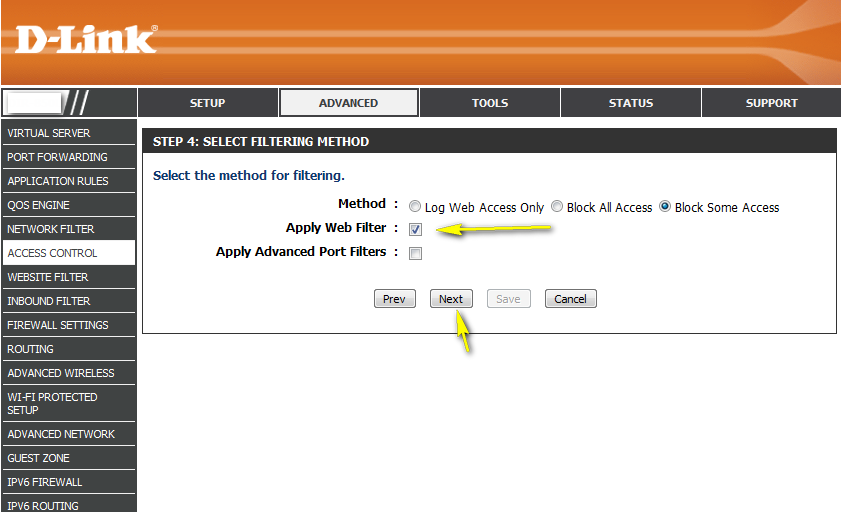 D-Link®
SETUP
ADVANCED
TOOLS
STATUS
SUPPORT
VIRTUAL SERVER
PORT FORWARDING
APPLICATION RULES
QOS ENGINE
NETWORK FILTER
ACCESS CONTROL
WEBSITE FILTER
INBOUND FILTER
FIREWALL SETTINGS
ROUTING
ADVANCED WIRELESS
WI-FI PROTECTED
SETUP
ADVANCED NETWORK
GUEST ZONE
IPV6 FIREWALL
IPV6 ROUTING
STEP 4: SELECT FILTERING METHOD
Select the method for filtering.
Method : Log Web Access Only Block All Access Block Some Access
Apply Web Filter :
Apply Advanced Port Filters :
Prev Next Save Cancel